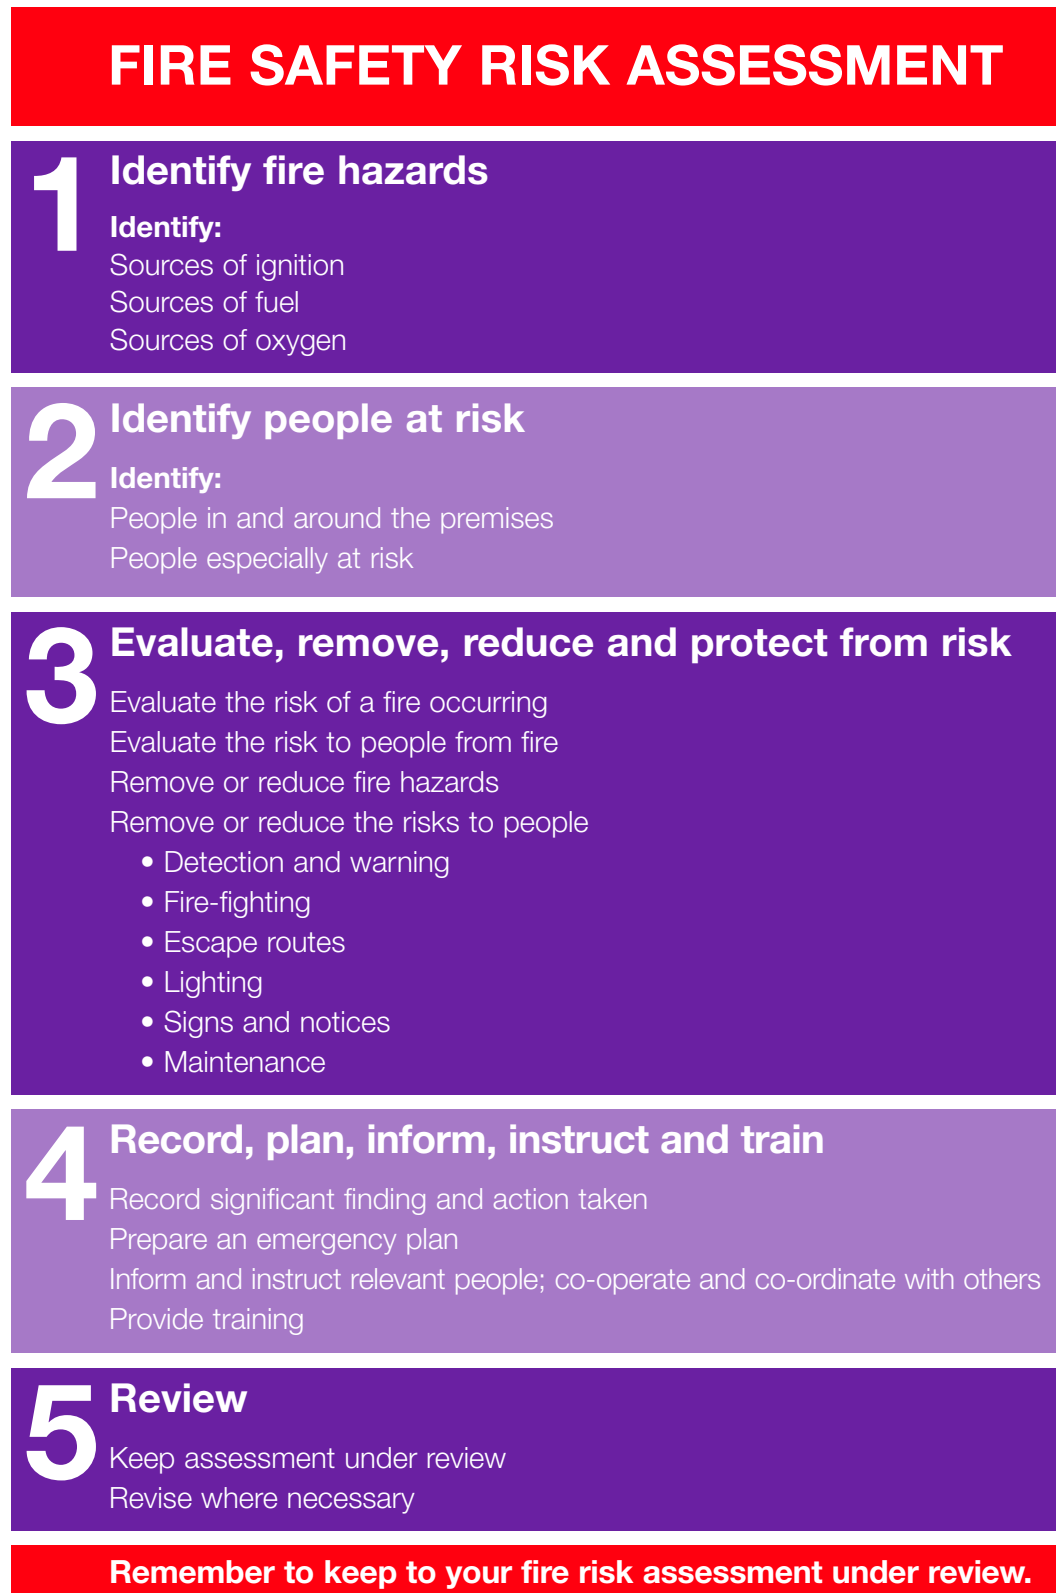 FIRE SAFETY RISK ASSESSMENT
1 Identify fire hazards
Identify:
Sources of ignition
Sources of fuel
Sources of oxygen
2 Identify people at risk
Identify:
People in and around the premises
People especially at risk
3 Evaluate, remove, reduce and protect from risk
Evaluate the risk of a fire occurring
Evaluate the risk to people from fire
Remove or reduce fire hazards
Remove or reduce the risks to people
• Detection and warning
• Fire-fighting
• Escape routes
• Lighting
• Signs and notices
• Maintenance
4 Record, plan, inform, instruct and train
Record significant finding and action taken
Prepare an emergency plan
Inform and instruct relevant people; co-operate and co-ordinate with others
Provide training
5 Review
Keep assessment under review
Revise where necessary
Remember to keep to your fire risk assessment under review.